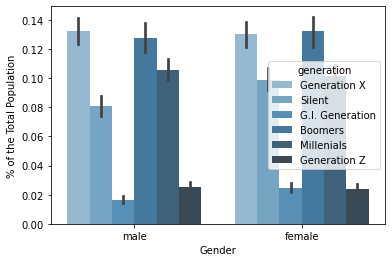 0.14
0.12
0.10
0.08
0.06
0.04
0.02
0.00
% of the Total Population
generation
Generation X
Silent
G.I. Generation
Boomers
Millenials
Generation Z
male
female
Gender